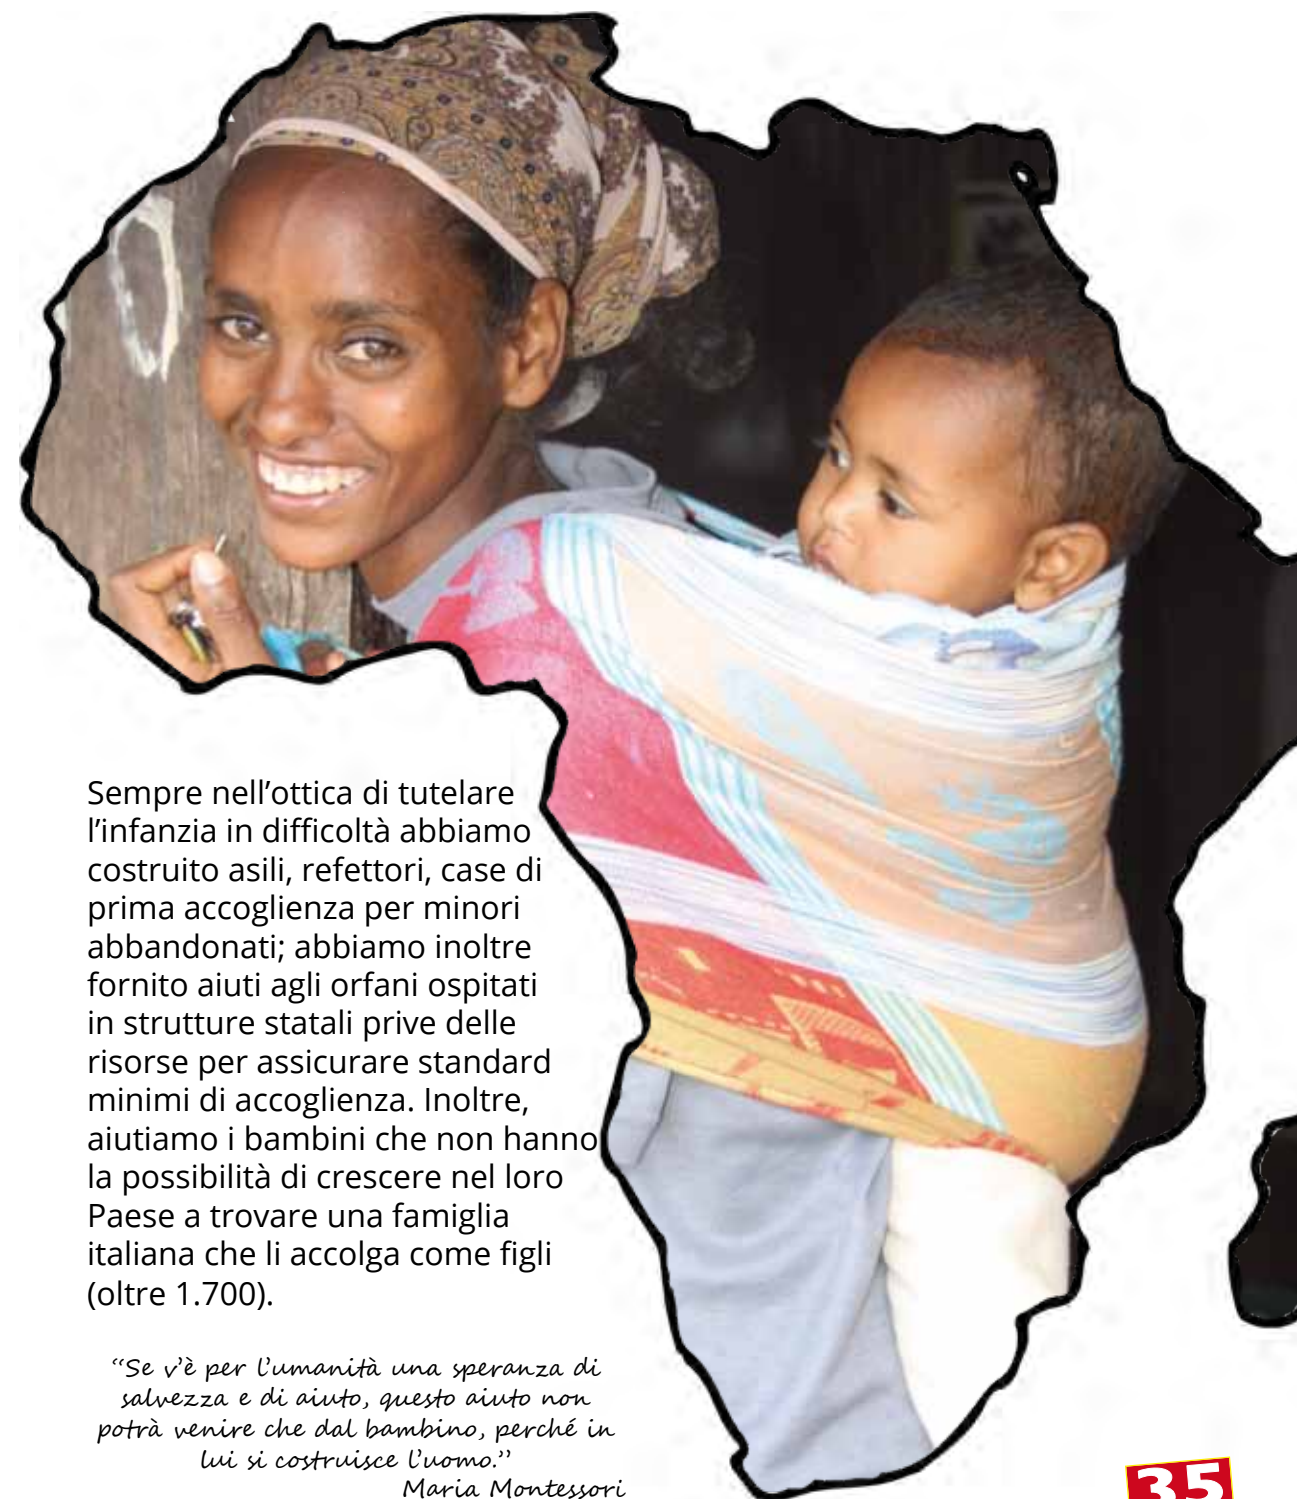 Sempre nell’ottica di tutelare
l’infanzia in difficoltà abbiamo
costruito asili, refettori, case di
prima accoglienza per minori
abbandonati; abbiamo inoltre
fornito aiuti agli orfani ospitati
in strutture statali prive delle
risorse per assicurare standard
minimi di accoglienza. Inoltre,
aiutiamo i bambini che non hanno
la possibilità di crescere nel loro
Paese a trovare una famiglia
italiana che li accolga come figli
(oltre 1.700).
“Se v’è per l’umanità una speranza di
salvezza e di aiuto, questo aiuto non
potrà venire che dal bambino, perché in
lui si costruisce l’uomo.”
Maria Montessori
35